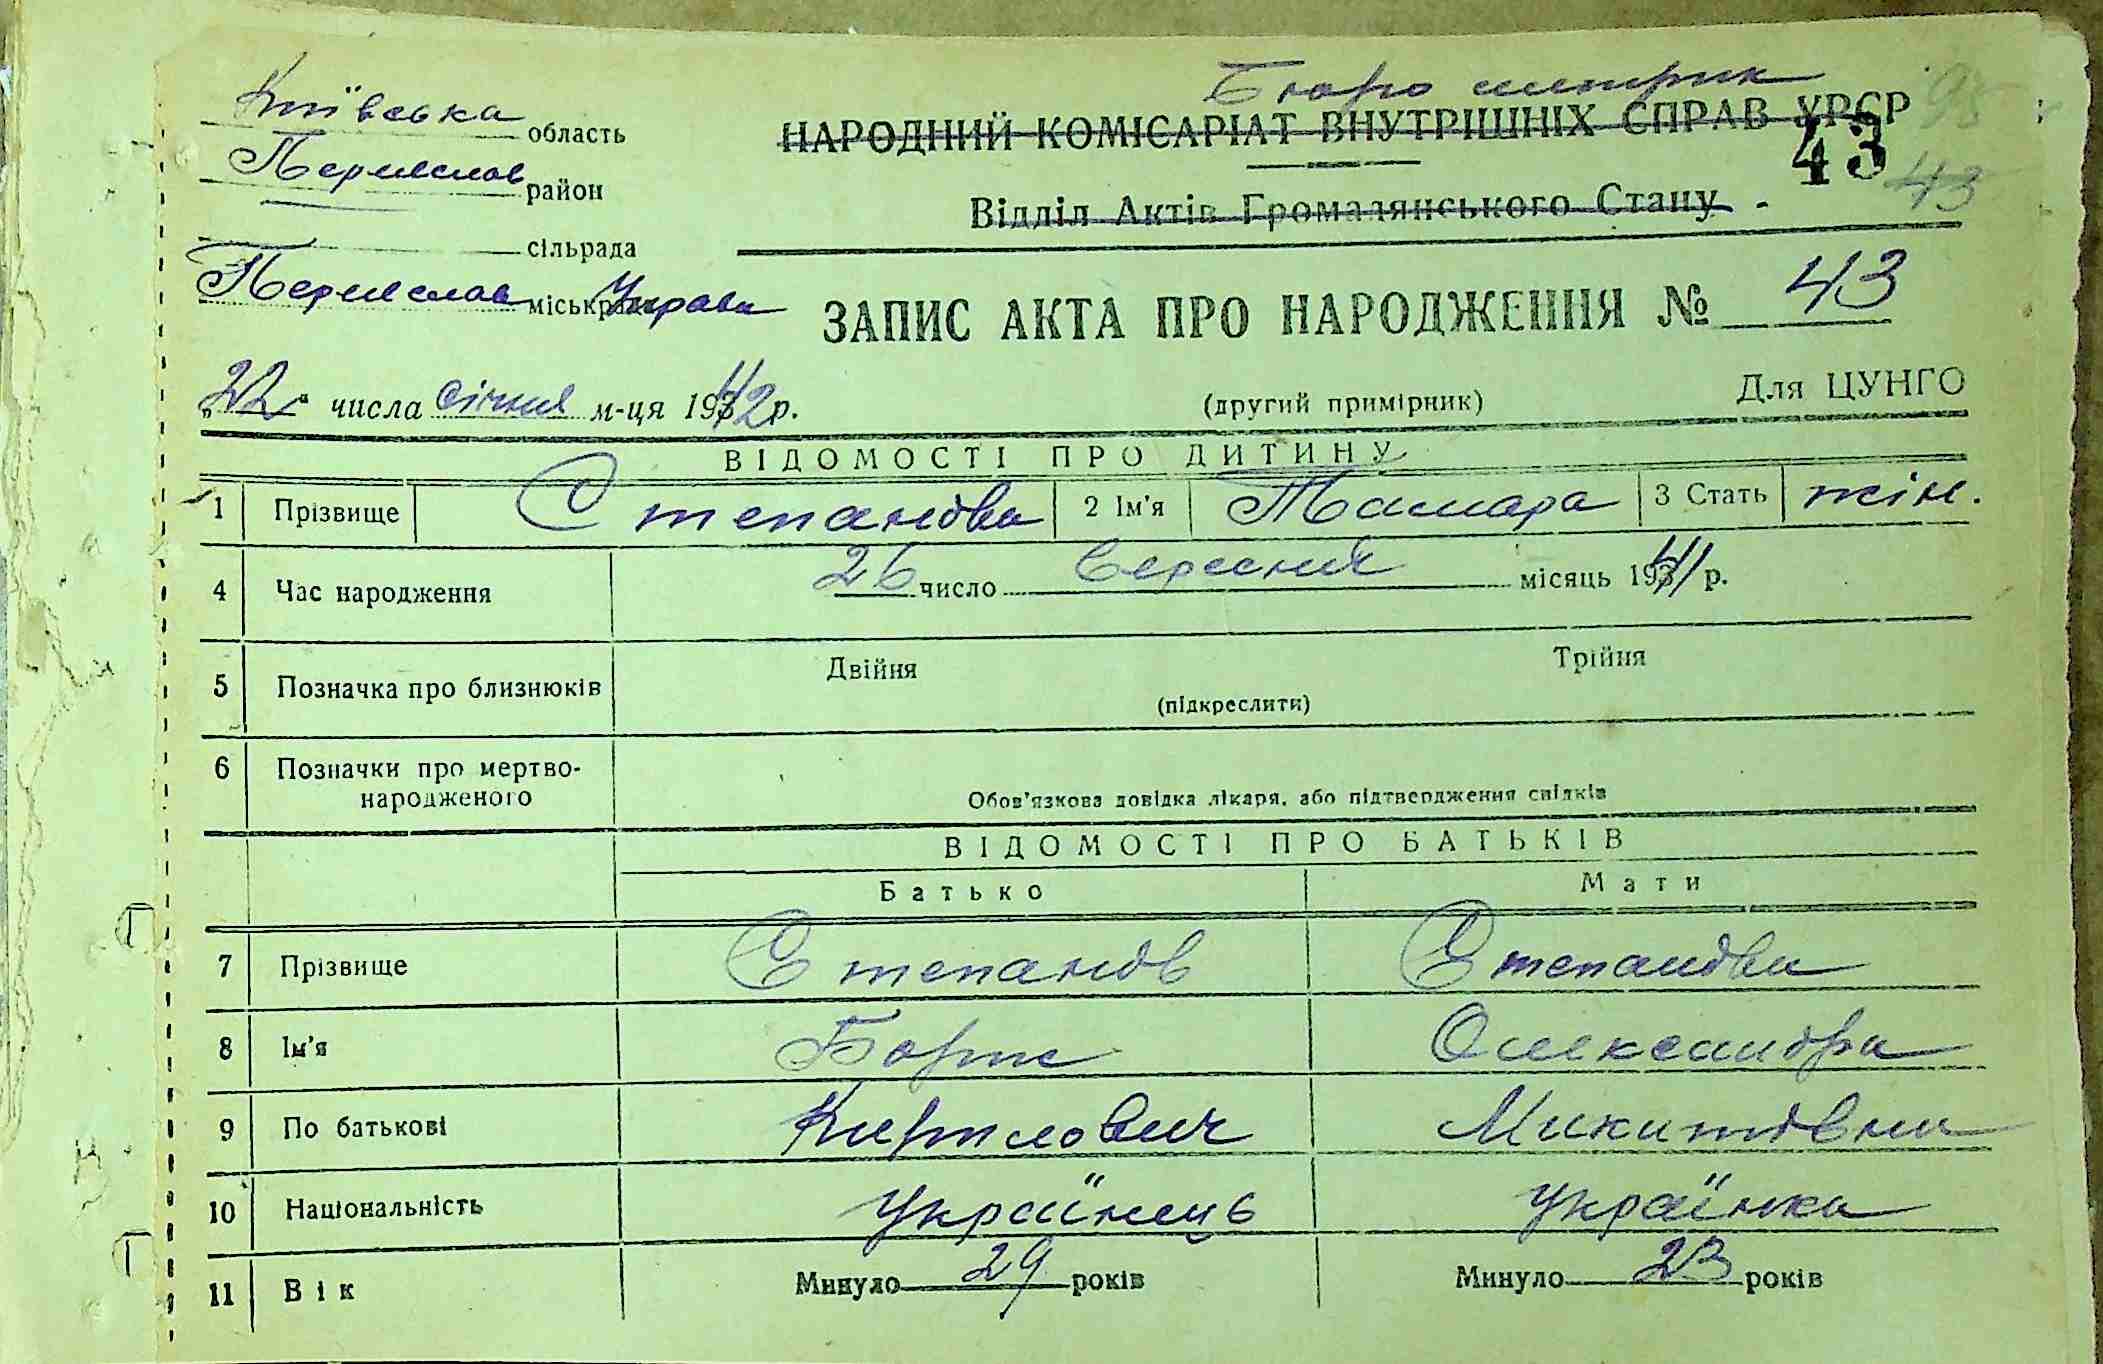 Київська область
Бюро метрик
НАРОДНИЙ КОМІСАРІАТ ВНУТРІШНІХ СПРАВ УРСР
43
43
Переяслав район
Відділ Актів Громадянського Стану
сільрада
Переяслав міськрада Управа
ЗАПИС АКТА ПРО НАРОДЖЕННЯ № 43
„22" числа січня м-ця 1942 р.
(другий примірник)
Для ЦУНГО
ВІДОМОСТІ ПРО ДИТИНУ
1 Прізвище Степанова 2 Ім'я Тамара 3 Стать жін.
4 Час народження 26 число вересня місяць 1941 р.
5 Позначка про близнюків Двійня Трійня
(підкреслити)
6 Позначки про мертво-
народженого
Обов'язкова довідка лікаря, або підтвердження свідків
ВІДОМОСТІ ПРО БАТЬКІВ
Батько Мати
7 Прізвище Степанов Степанова
8 Ім'я Борис Олександра
9 По батькові Кирилович Микитовна
10 Національність Українець українка
11 Вік Минуло 29 років Минуло 23 років